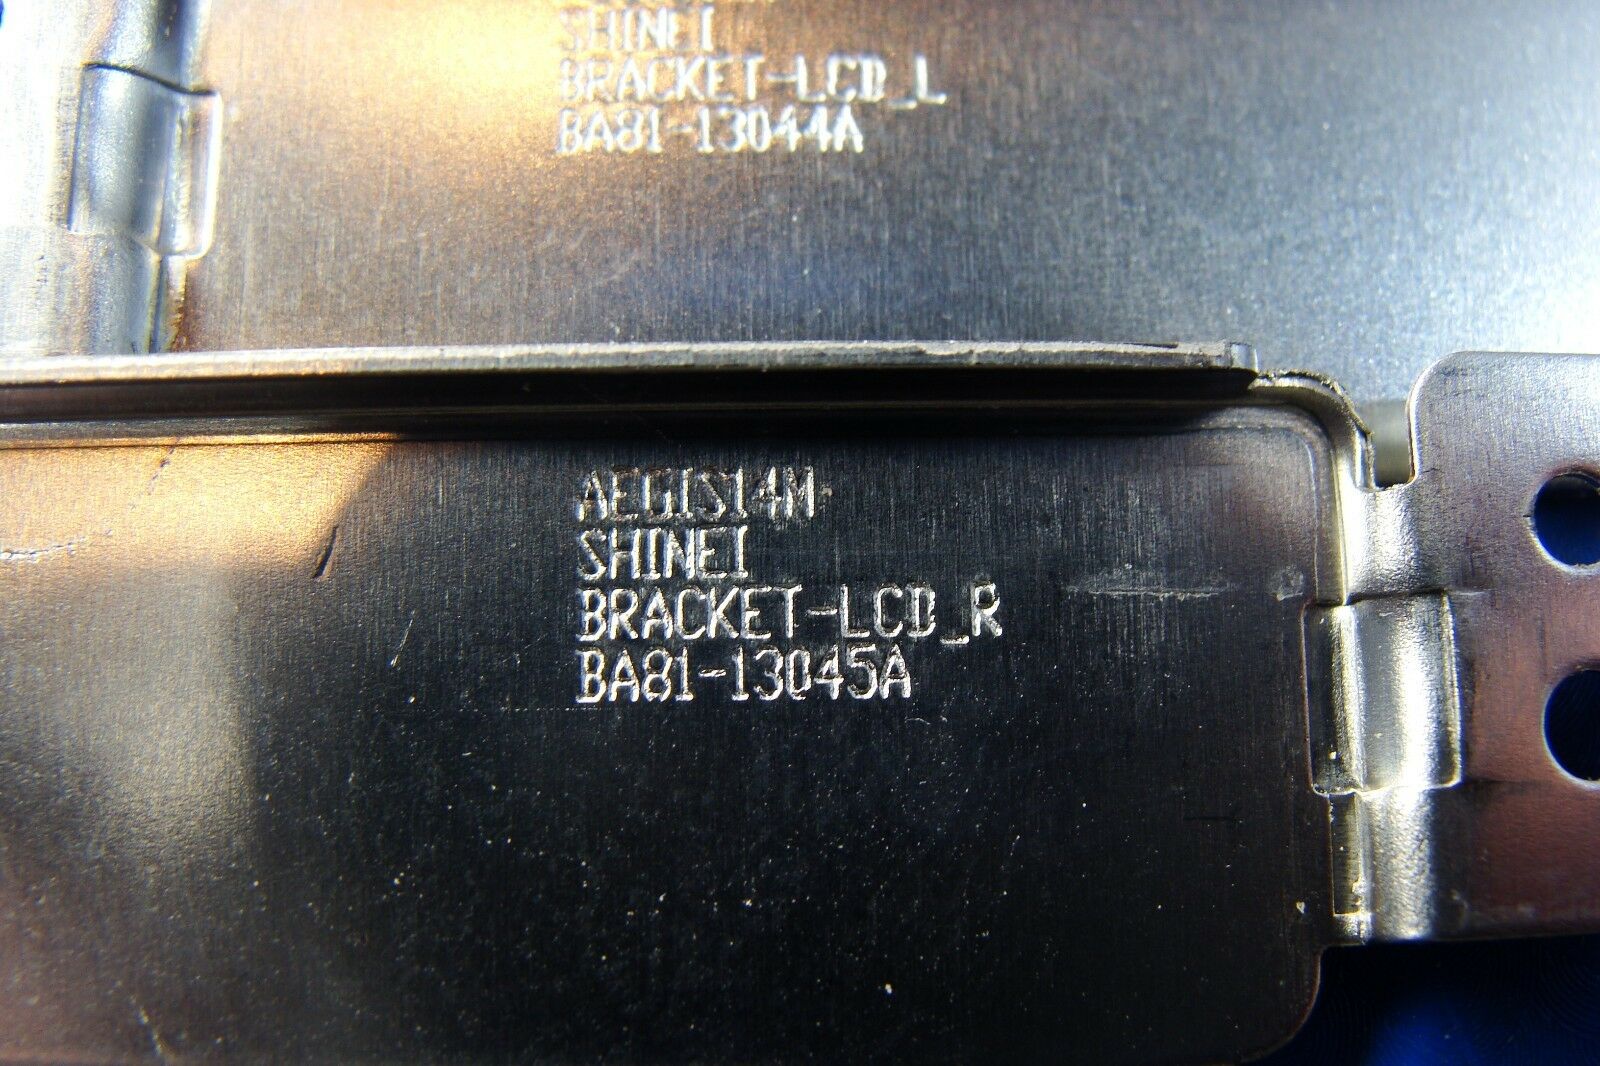 SHINEI
BRACKET-LCD_L
BA81-13044A
AEGIS14M
SHINEI
BRACKET-LCD_R
BA81-13045A